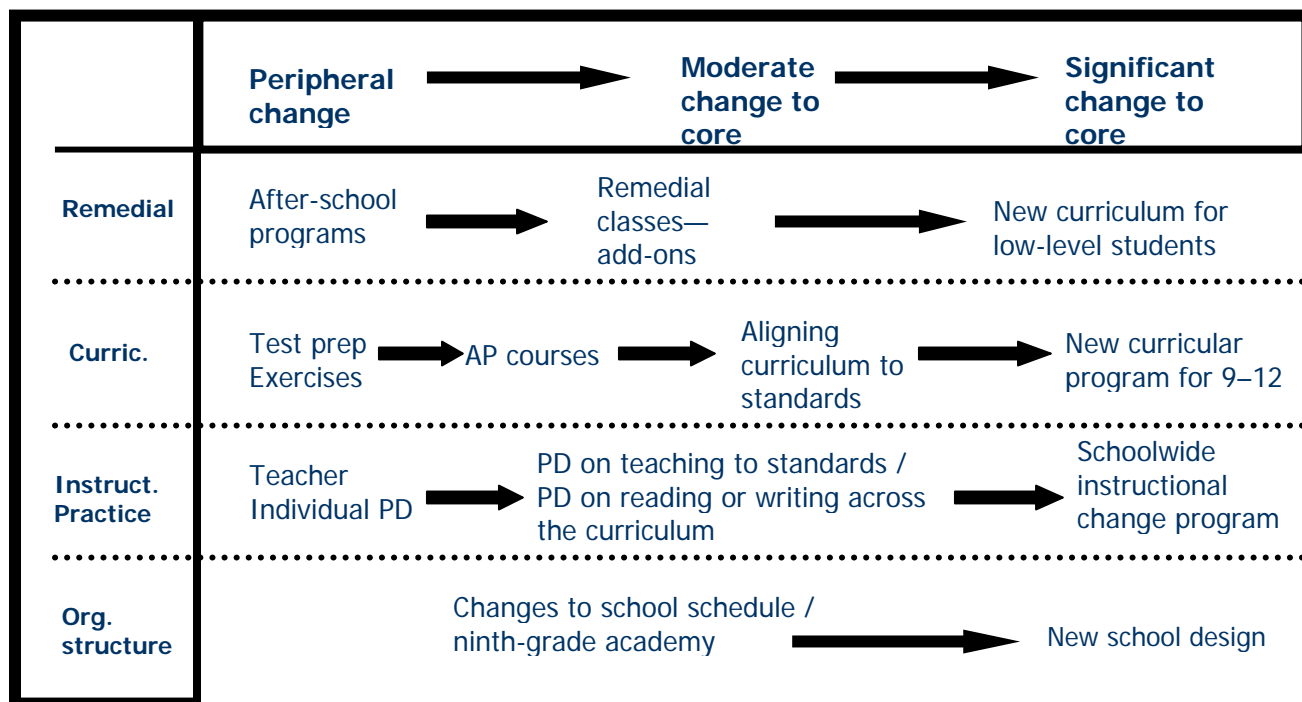 Peripheral
change
Moderate
change to
core
Significant
change to
core
Remedial
After-school
programs
Remedial
classes—
add-ons
New curriculum for
low-level students
Curric.
Test prep
Exercises
AP courses
Aligning
curriculum to
standards
New curricular
program for 9–12
Instruct.
Practice
Teacher
Individual PD
PD on teaching to standards /
PD on reading or writing across
the curriculum
Schoolwide
instructional
change program
Org.
structure
Changes to school schedule /
ninth-grade academy
New school design